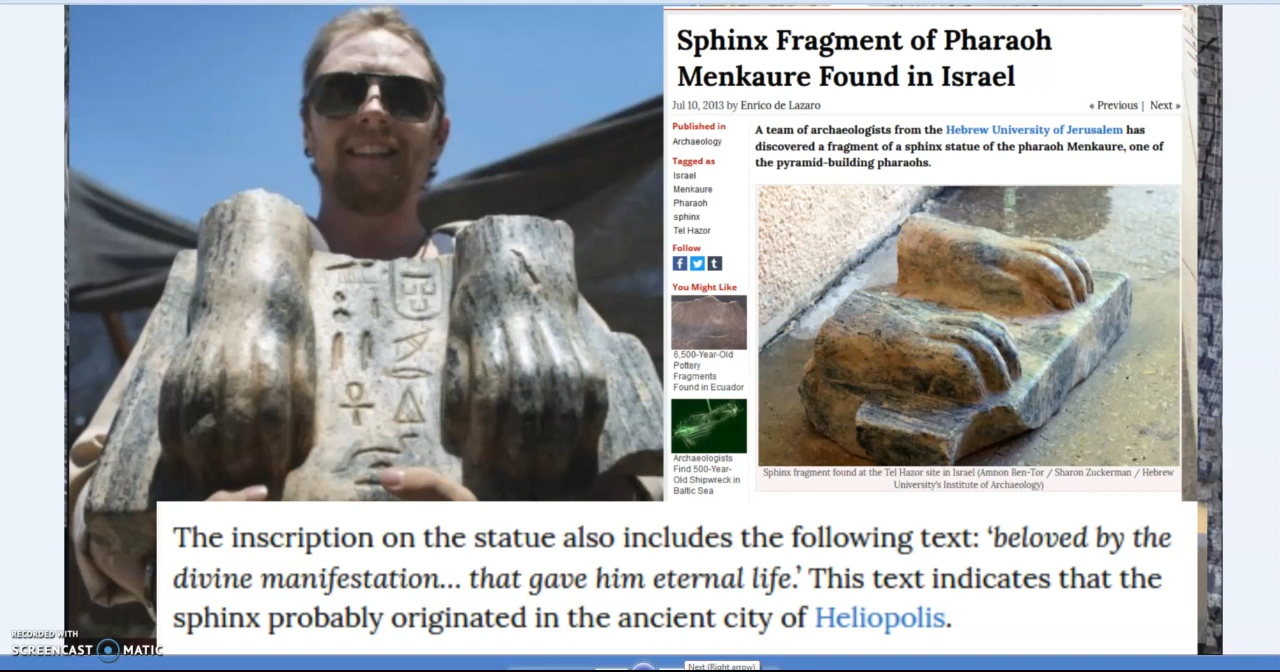 Sphinx Fragment of Pharaoh
Menkaure Found in Israel
Jul 10, 2013 by Enrico de Lazaro
« Previous | Next »
Published in
Archaeology
Tagged as
Israel
Menkaure
Pharaoh
sphinx
Tel Hazor
Follow
You Might Like
6,500-Year-Old
Pottery
Fragments
Found in Ecuador
Archaeologists
Find 500-Year-
Old Shipwreck in
Baltic Sea
A team of archaeologists from the Hebrew University of Jerusalem has
discovered a fragment of a sphinx statue of the pharaoh Menkaure, one of
the pyramid-building pharaohs.
Sphinx fragment found at the Tel Hazor site in Israel (Amnon Ben-Tor / Sharon Zuckerman / Hebrew
University's Institute of Archaeology)
The inscription on the statue also includes the following text: ‘beloved by the
divine manifestation… that gave him eternal life.’ This text indicates that the
sphinx probably originated in the ancient city of Heliopolis.
RECORDED WITH
SCREENCAST MATIC
Next (Right arrow)